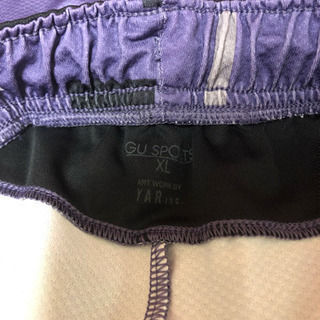 GU SPORTS
XL
ART WORK BY
YAR inc.